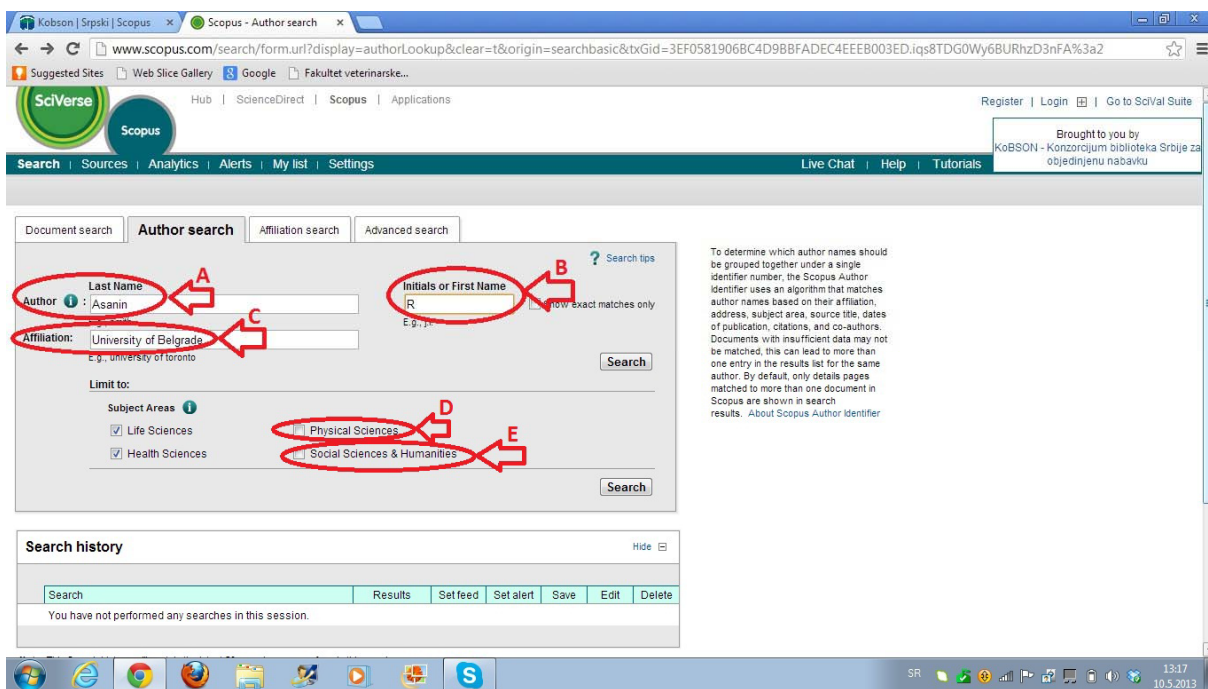 Kobson | Srpski | Scopus
Scopus - Author search
www.scopus.com/search/form.url?display=authorLookup&clear=t&origin=searchbasic&txGid=3EF0581906BC4D9BBFADEC4EEEB003ED.iqs8TDG0Wy6BURhzD3nFA%3a2
Suggested Sites Web Slice Gallery Google Fakultet veterinarske...
SciVerse
Scopus
Hub | ScienceDirect | Scopus | Applications
Register | Login | Go to SciVal Suite
Brought to you by
KoBSON - Konzorcijum biblioteka Srbije za
objedinjenu nabavku
Search | Sources | Analytics | Alerts | My list | Settings
Live Chat | Help | Tutorials
Document search Author search Affiliation search Advanced search
? Search tips
A
B
Last Name
Initials or First Name
Author : Asanin
R
Show exact matches only
E.g., j.l.
C
Affiliation: University of Belgrade
E.g., university of toronto
Search
Limit to:
Subject Areas
D
Life Sciences
Physical Sciences
E
Health Sciences
Social Sciences & Humanities
Search
To determine which author names should
be grouped together under a single
identifier number, the Scopus Author
Identifier uses an algorithm that matches
author names based on their affiliation,
address, subject area, source title, dates
of publication, citations, and co-authors.
Documents with insufficient data may not
be matched, this can lead to more than
one entry in the results list for the same
author. By default, only details pages
matched to more than one document in
Scopus are shown in search
results. About Scopus Author Identifier
Search history
Hide
Search Results Set feed Set alert Save Edit Delete
You have not performed any searches in this session.
SR
13:17
10.5.2013